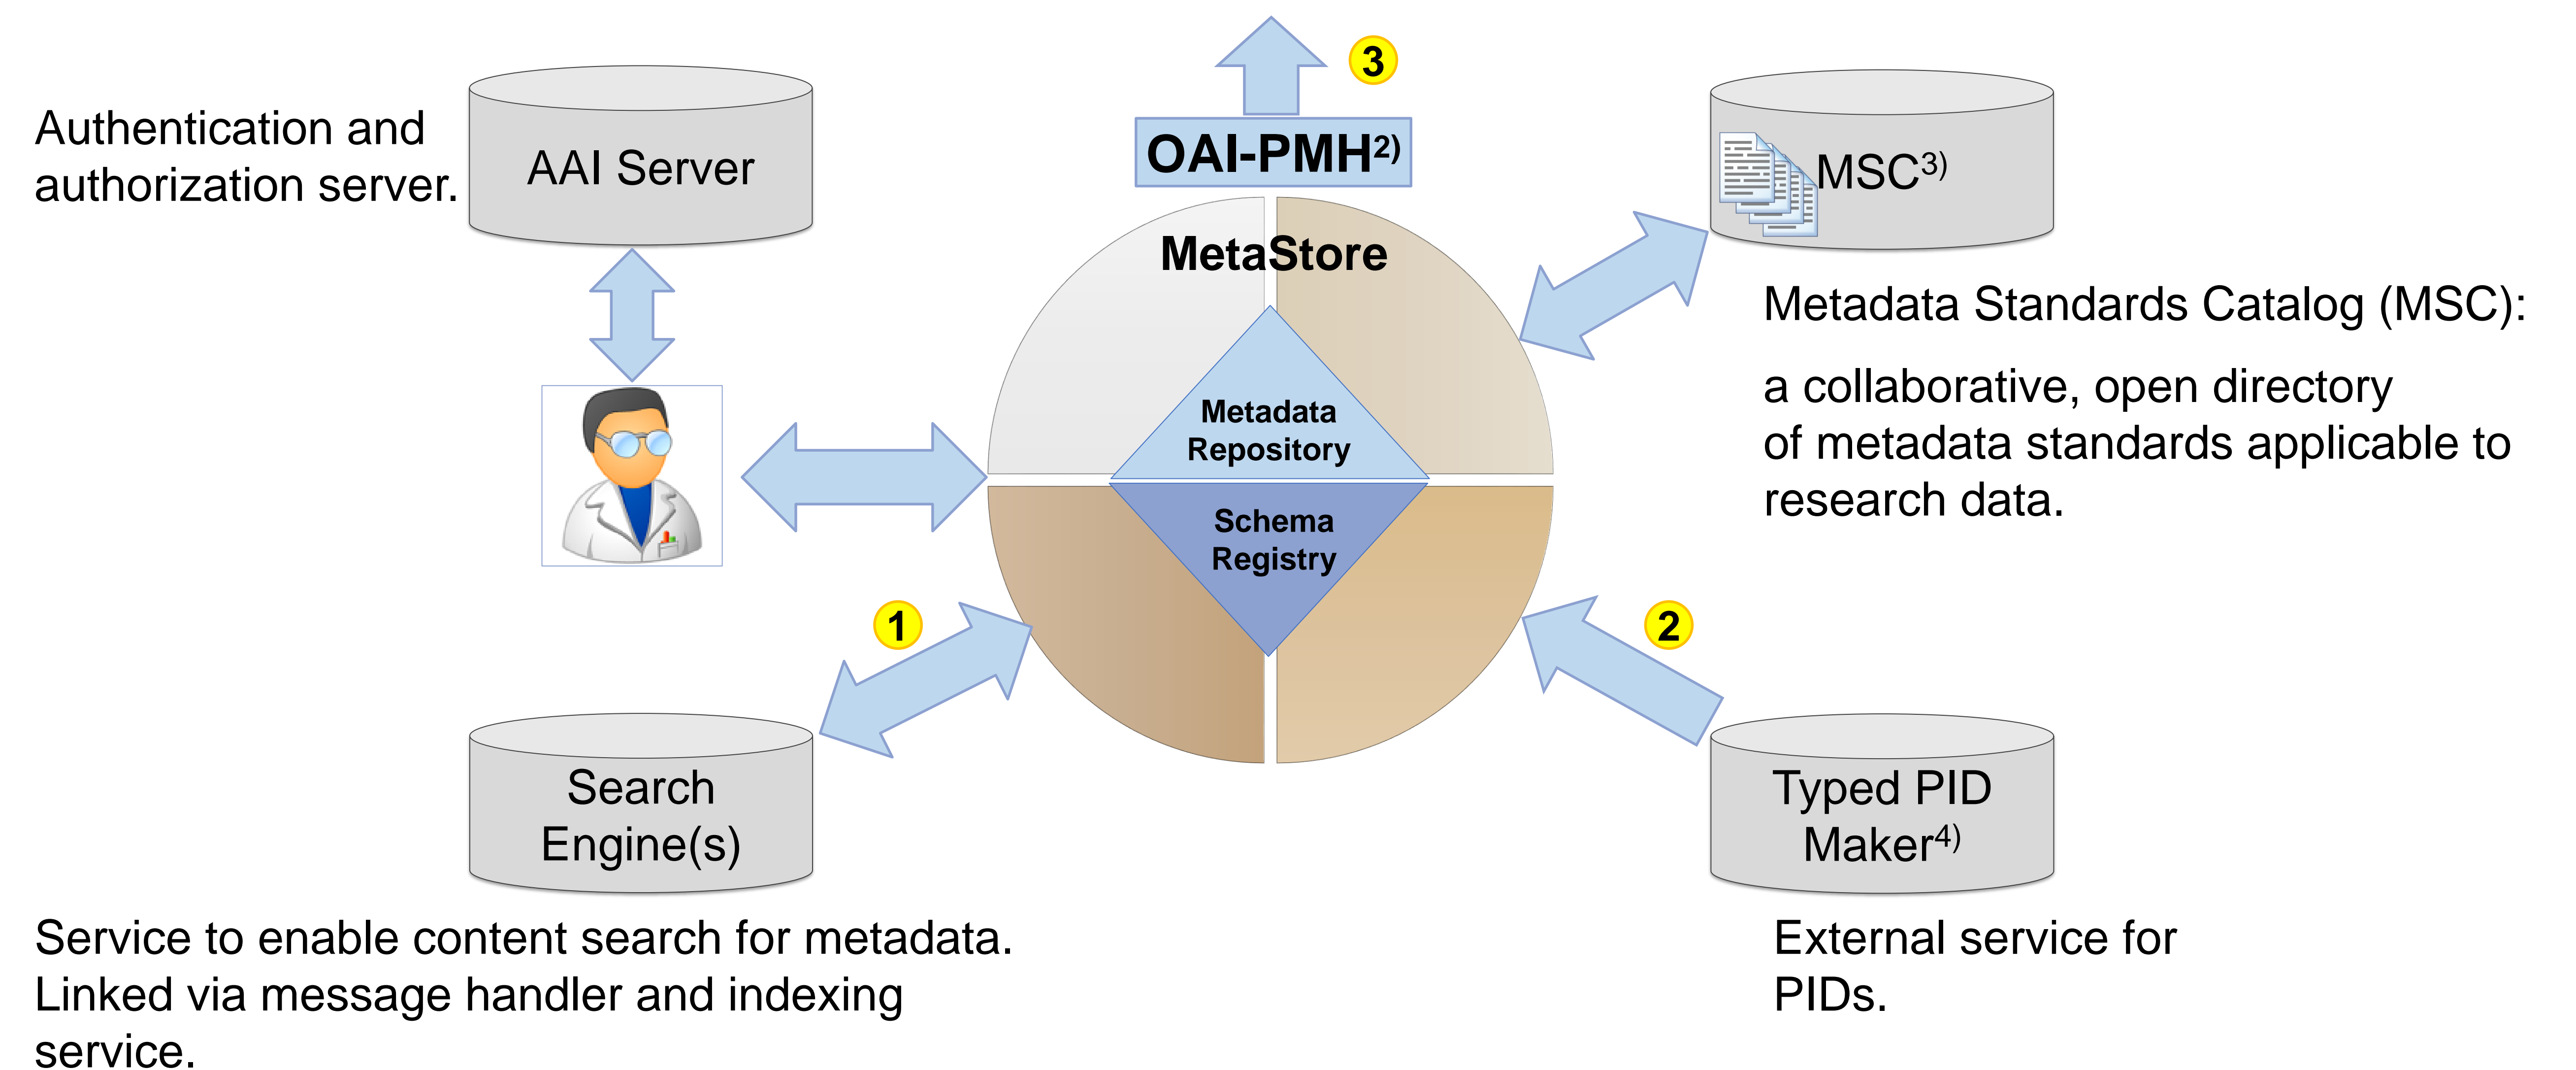 3
OAI-PMH2)
Authentication and
authorization server.
AAI Server
MSC3)
MetaStore
Metadata Standards Catalog (MSC):
a collaborative, open directory
of metadata standards applicable to
research data.
Metadata
Repository
Schema
Registry
1
2
Search
Engine(s)
Typed PID
Maker4)
Service to enable content search for metadata.
Linked via message handler and indexing
service.
External service for
PIDs.